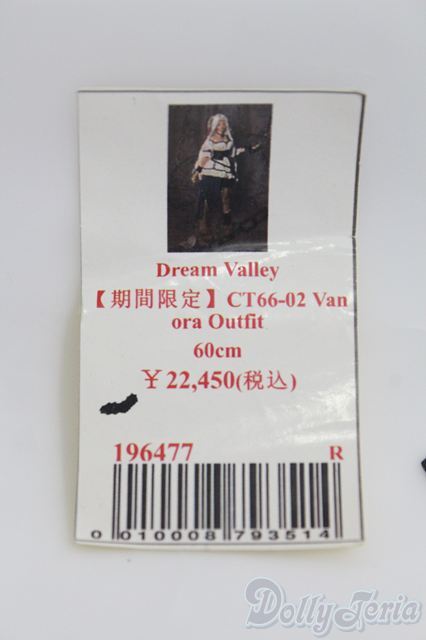 Dream Valley
【期間限定】CT66-02 Van
ora Outfit
60cm
￥22,450(税込)
196477 R
0 010008 793514
DollyTeria